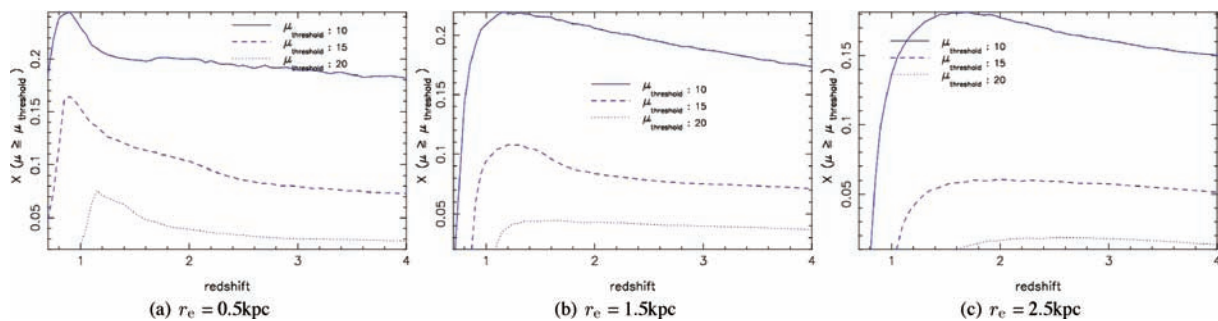 X ( μ ≥ μ threshold )
0.05
0.1
0.15
0.2
μ threshold : 10
μ threshold : 15
μ threshold : 20
1 2 3 4
redshift
(a) r e = 0.5kpc
X ( μ ≥ μ threshold )
0.05
0.1
0.15
0.2
μ threshold : 10
μ threshold : 15
μ threshold : 20
1 2 3 4
redshift
(b) r e = 1.5kpc
X ( μ ≥ μ threshold )
0.05
0.1
0.15
μ threshold : 10
μ threshold : 15
μ threshold : 20
1 2 3 4
redshift
(c) r e = 2.5kpc